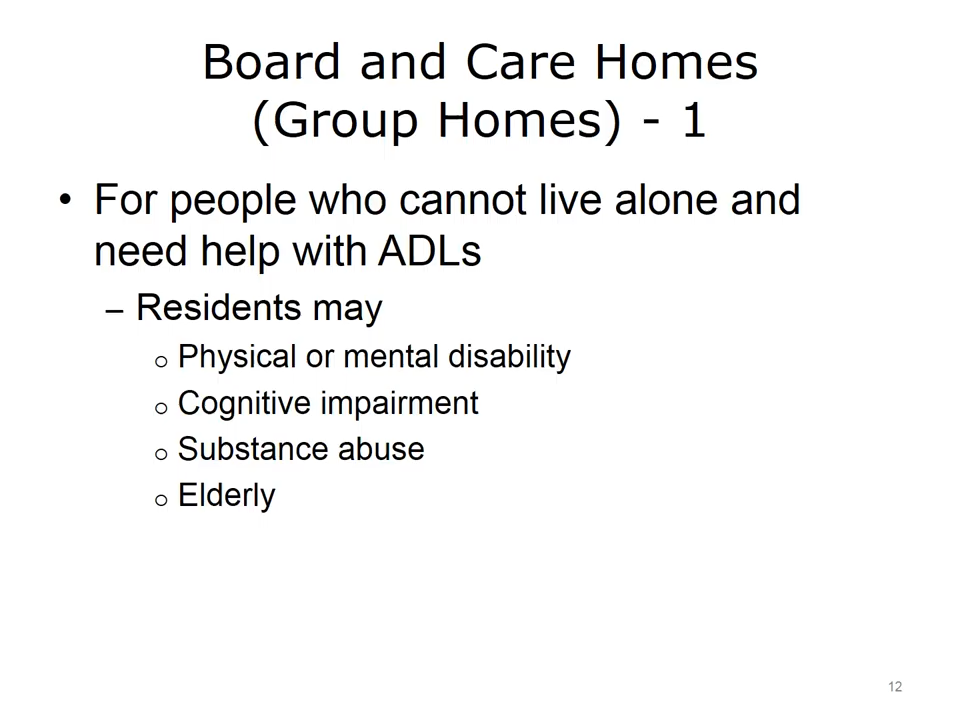 Board and Care Homes
(Group Homes) - 1
• For people who cannot live alone and
need help with ADLs
– Residents may
o Physical or mental disability
o Cognitive impairment
o Substance abuse
o Elderly
12